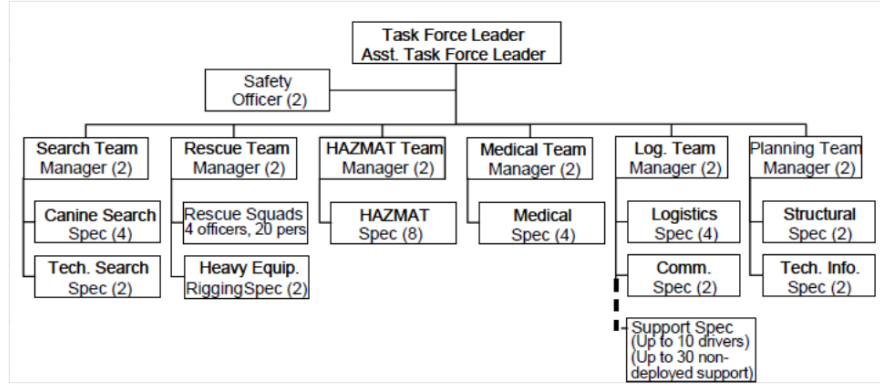 Task Force Leader
Asst. Task Force Leader
Safety
Officer (2)
Search Team
Manager (2)
Rescue Team
Manager (2)
HAZMAT Team
Manager (2)
Medical Team
Manager (2)
Log. Team
Manager (2)
Planning Team
Manager (2)
Canine Search
Spec (4)
Rescue Squads
4 officers, 20 pers
HAZMAT
Spec (8)
Medical
Spec (4)
Logistics
Spec (4)
Structural
Spec (2)
Tech. Search
Spec (2)
Heavy Equip.
RiggingSpec (2)
Comm.
Spec (2)
Tech. Info.
Spec (2)
Support Spec
(Up to 10 drivers)
(Up to 30 non-
deployed support)